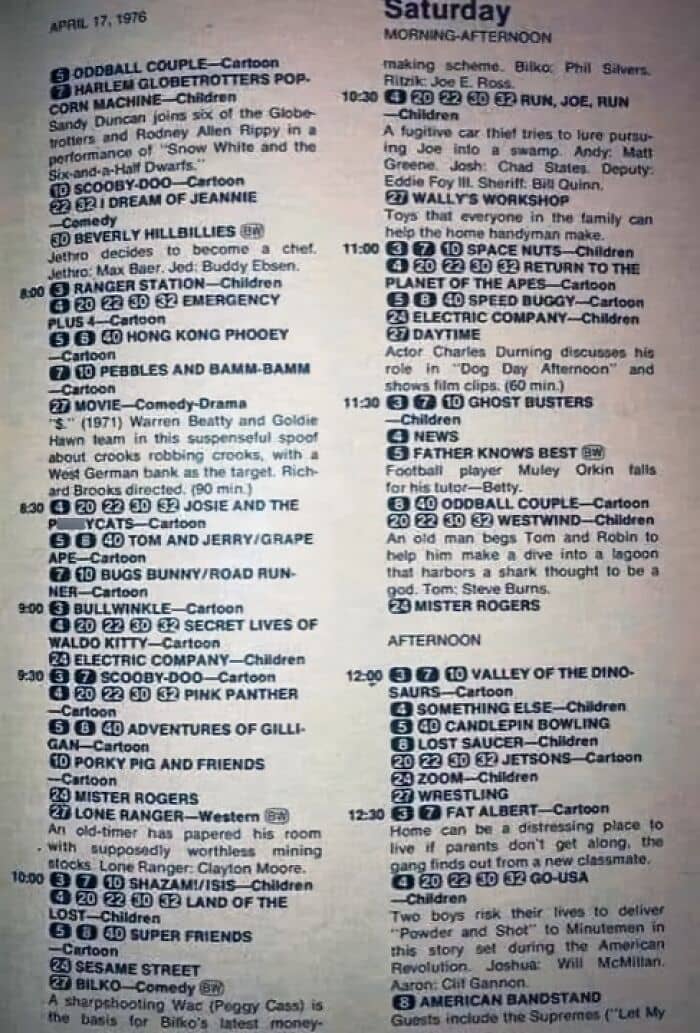 APRIL 17, 1976
5 ODDBALL COUPLE—Cartoon
7 HARLEM GLOBETROTTERS POP-
CORN MACHINE—Children
Sandy Duncan joins six of the Globe-
trotters and Rodney Allen Rippy in a
performance of "Snow White and the
Six-and-a-Half Dwarfs."
10 SCOOBY-DOO—Cartoon
22 32 I DREAM OF JEANNIE
—Comedy
30 BEVERLY HILLBILLIES BW
Jethro decides to become a chef.
Jethro: Max Baer. Jed: Buddy Ebsen.
8:00 3 RANGER STATION—Children
4 20 22 30 32 EMERGENCY
PLUS 4—Cartoon
5 8 40 HONG KONG PHOOEY
—Cartoon
7 10 PEBBLES AND BAMM-BAMM
—Cartoon
27 MOVIE—Comedy-Drama
"$." (1971) Warren Beatty and Goldie
Hawn team in this suspenseful spoof
about crooks robbing crooks, with a
West German bank as the target. Rich-
ard Brooks directed. (90 min.)
8:30 4 20 22 30 32 JOSIE AND THE
P YCATS—Cartoon
5 8 40 TOM AND JERRY/GRAPE
APE—Cartoon
7 10 BUGS BUNNY/ROAD RUN-
NER—Cartoon
9:00 3 BULLWINKLE—Cartoon
4 20 22 30 32 SECRET LIVES OF
WALDO KITTY—Cartoon
24 ELECTRIC COMPANY—Children
9:30 3 7 SCOOBY-DOO—Cartoon
4 20 22 30 32 PINK PANTHER
—Cartoon
5 8 40 ADVENTURES OF GILLI-
GAN—Cartoon
10 PORKY PIG AND FRIENDS
—Cartoon
24 MISTER ROGERS
27 LONE RANGER—Western BW
An old-timer has papered his room
with supposedly worthless mining
stocks. Lone Ranger: Clayton Moore.
10:00 3 7 10 SHAZAM!/ISIS—Children
4 20 22 30 32 LAND OF THE
LOST—Children
5 8 40 SUPER FRIENDS
—Cartoon
24 SESAME STREET
27 BILKO—Comedy BW
A sharpshooting Wac (Peggy Cass) is
the basis for Bilko's latest money-
Saturday
MORNING-AFTERNOON
making scheme. Bilko: Phil Silvers.
Ritzik: Joe E. Ross.
10:30 4 20 22 30 32 RUN, JOE, RUN
—Children
A fugitive car thief tries to lure pursu-
ing Joe into a swamp. Andy: Matt
Greene. Josh: Chad States. Deputy:
Eddie Foy III. Sheriff: Bill Quinn.
27 WALLY'S WORKSHOP
Toys that everyone in the family can
help the home handyman make.
11:00 3 7 10 SPACE NUTS—Children
4 20 22 30 32 RETURN TO THE
PLANET OF THE APES—Cartoon
5 8 40 SPEED BUGGY—Cartoon
24 ELECTRIC COMPANY—Children
27 DAYTIME
Actor Charles Durning discusses his
role in "Dog Day Afternoon" and
shows film clips. (60 min.)
11:30 3 7 10 GHOST BUSTERS
—Children
4 NEWS
5 FATHER KNOWS BEST BW
Football player Muley Orkin falls
for his tutor—Betty.
8 40 ODDBALL COUPLE—Cartoon
20 22 30 32 WESTWIND—Children
An old man begs Tom and Robin to
help him make a dive into a lagoon
that harbors a shark thought to be a
god. Tom: Steve Burns.
24 MISTER ROGERS
AFTERNOON
12:00 3 7 10 VALLEY OF THE DINO-
SAURS—Cartoon
4 SOMETHING ELSE—Children
5 40 CANDLEPIN BOWLING
8 LOST SAUCER—Children
20 22 30 32 JETSONS—Cartoon
24 ZOOM—Children
27 WRESTLING
12:30 3 7 FAT ALBERT—Cartoon
Home can be a distressing place to
live if parents don't get along, the
gang finds out from a new classmate.
4 20 22 30 32 GO-USA
—Children
Two boys risk their lives to deliver
"Powder and Shot" to Minutemen in
this story set during the American
Revolution. Joshua: Will McMillan.
Aaron: Clif Gannon.
8 AMERICAN BANDSTAND
Guests include the Supremes ("Let My